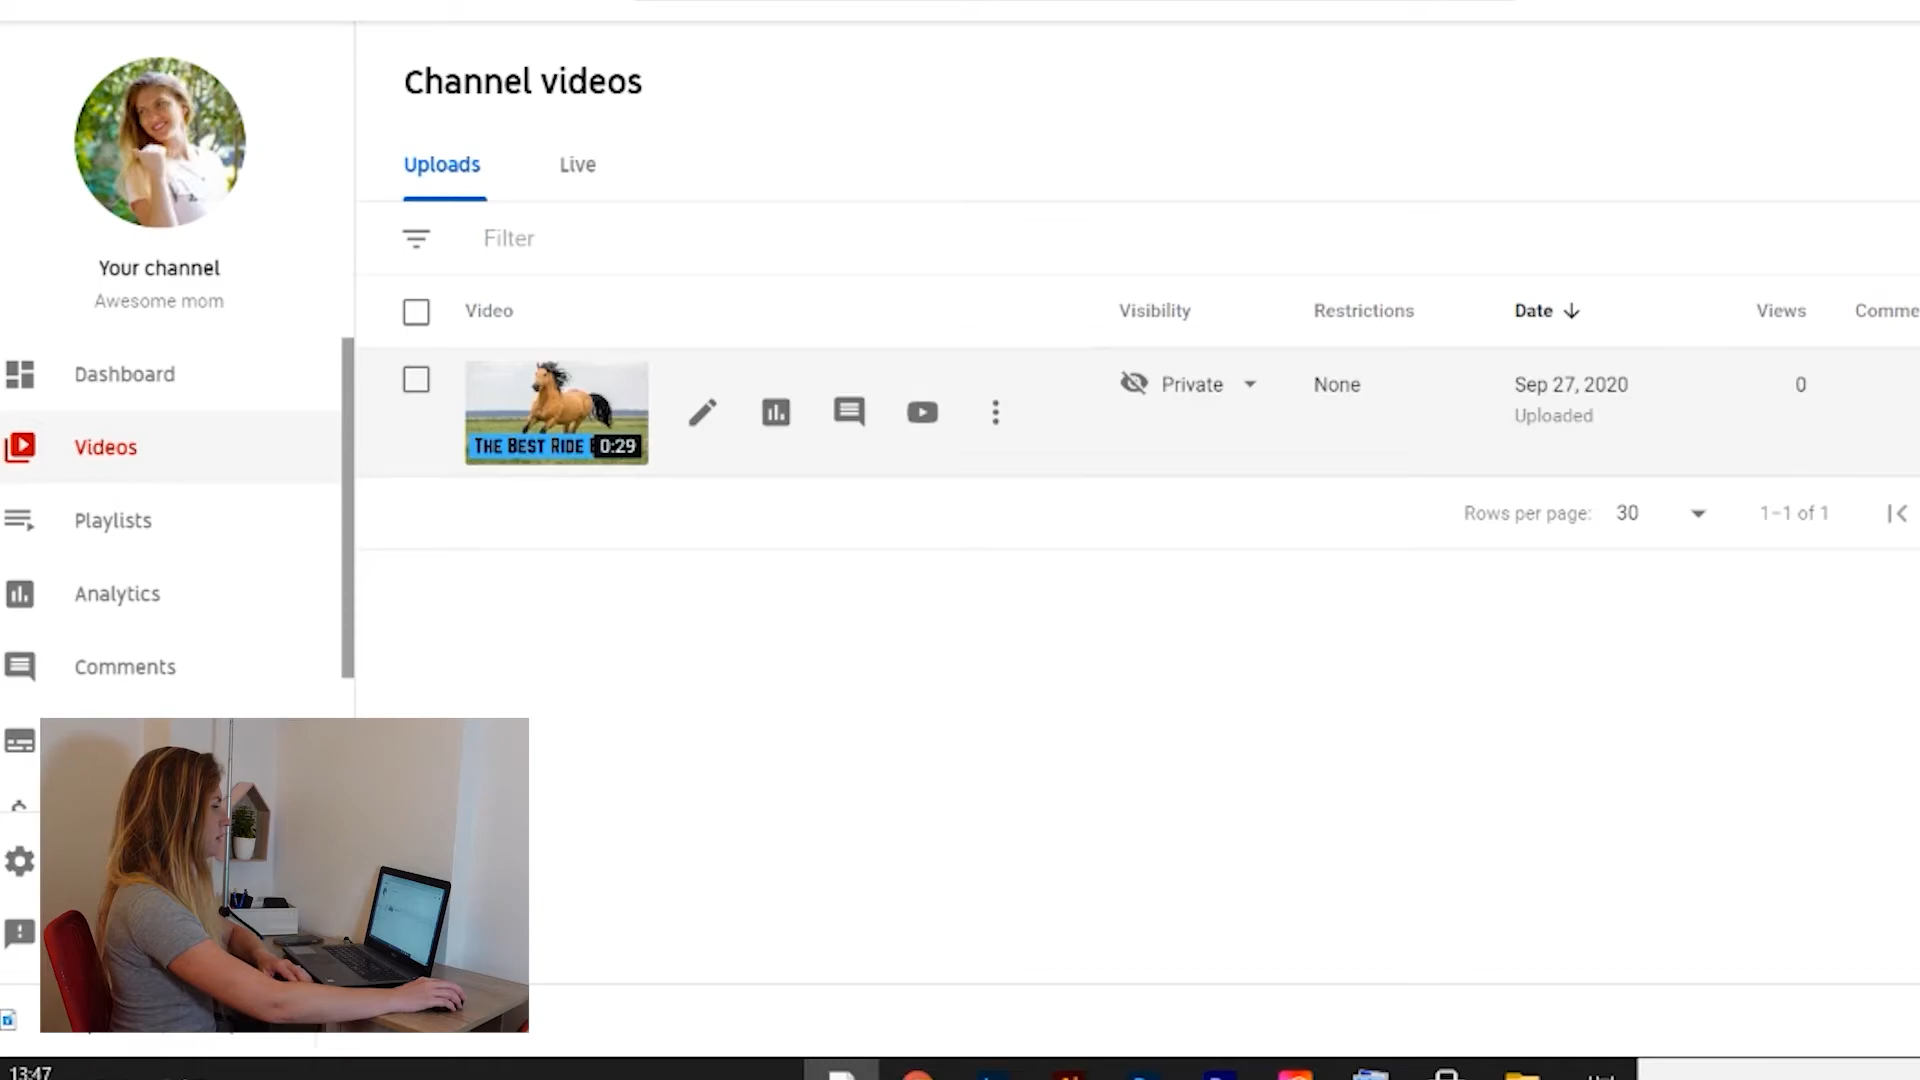 Channel videos
Uploads
Live
Filter
Video
Visibility
Restrictions
Date
Views
Comme
THE BEST RIDE
0:29
Private
None
Sep 27, 2020
Uploaded
0
Rows per page:
30
1-1 of 1
Your channel
Awesome mom
Dashboard
Videos
Playlists
Analytics
Comments
13:47